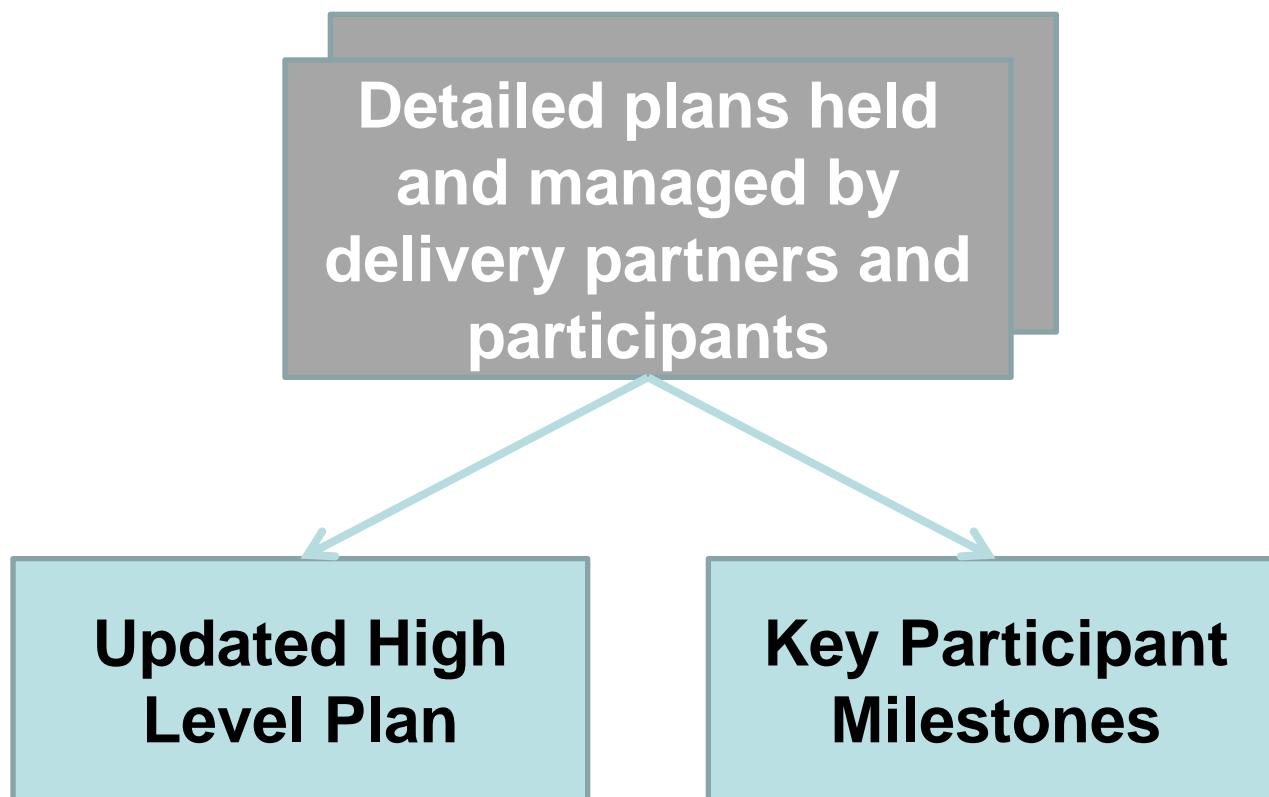 Detailed plans held
and managed by
delivery partners and
participants
Updated High
Level Plan
Key Participant
Milestones